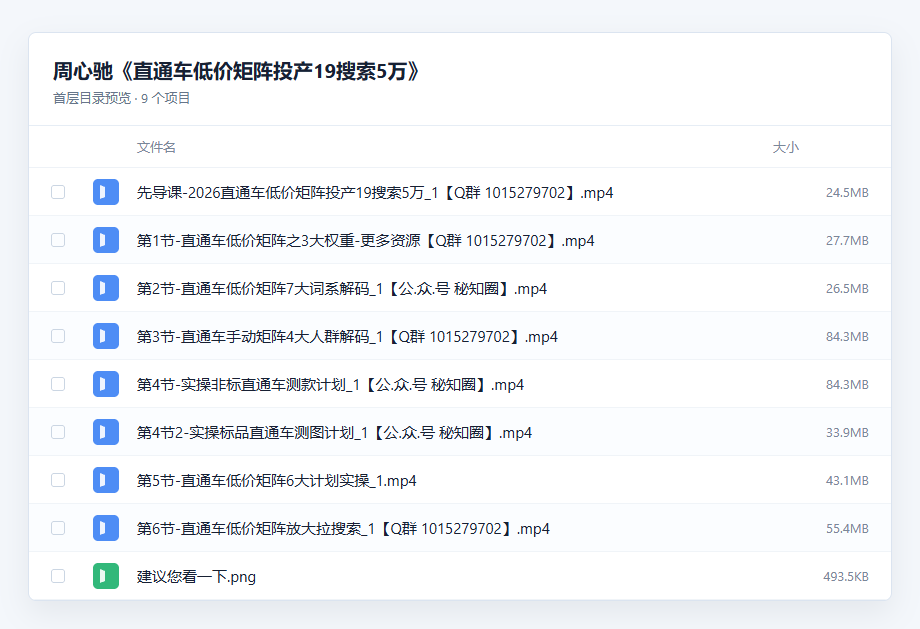 周心驰《直通车低价矩阵投产19搜索5万》
首层目录预览 · 9 个项目
文件名 大小
先导课-2026直通车低价矩阵投产19搜索5万_1【Q群 1015279702】.mp4 24.5MB
第1节-直通车低价矩阵之3大权重-更多资源【Q群 1015279702】.mp4 27.7MB
第2节-直通车低价矩阵7大词系解码_1【公.众.号 秘知圈】.mp4 26.5MB
第3节-直通车手动矩阵4大人群解码_1【Q群 1015279702】.mp4 84.3MB
第4节-实操非标直通车测款计划_1【公.众.号 秘知圈】.mp4 84.3MB
第4节2-实操标品直通车测图计划_1【公.众.号 秘知圈】.mp4 33.9MB
第5节-直通车低价矩阵6大计划实操_1.mp4 43.1MB
第6节-直通车低价矩阵放大拉搜索_1【Q群 1015279702】.mp4 55.4MB
建议您看一下.png 493.5KB